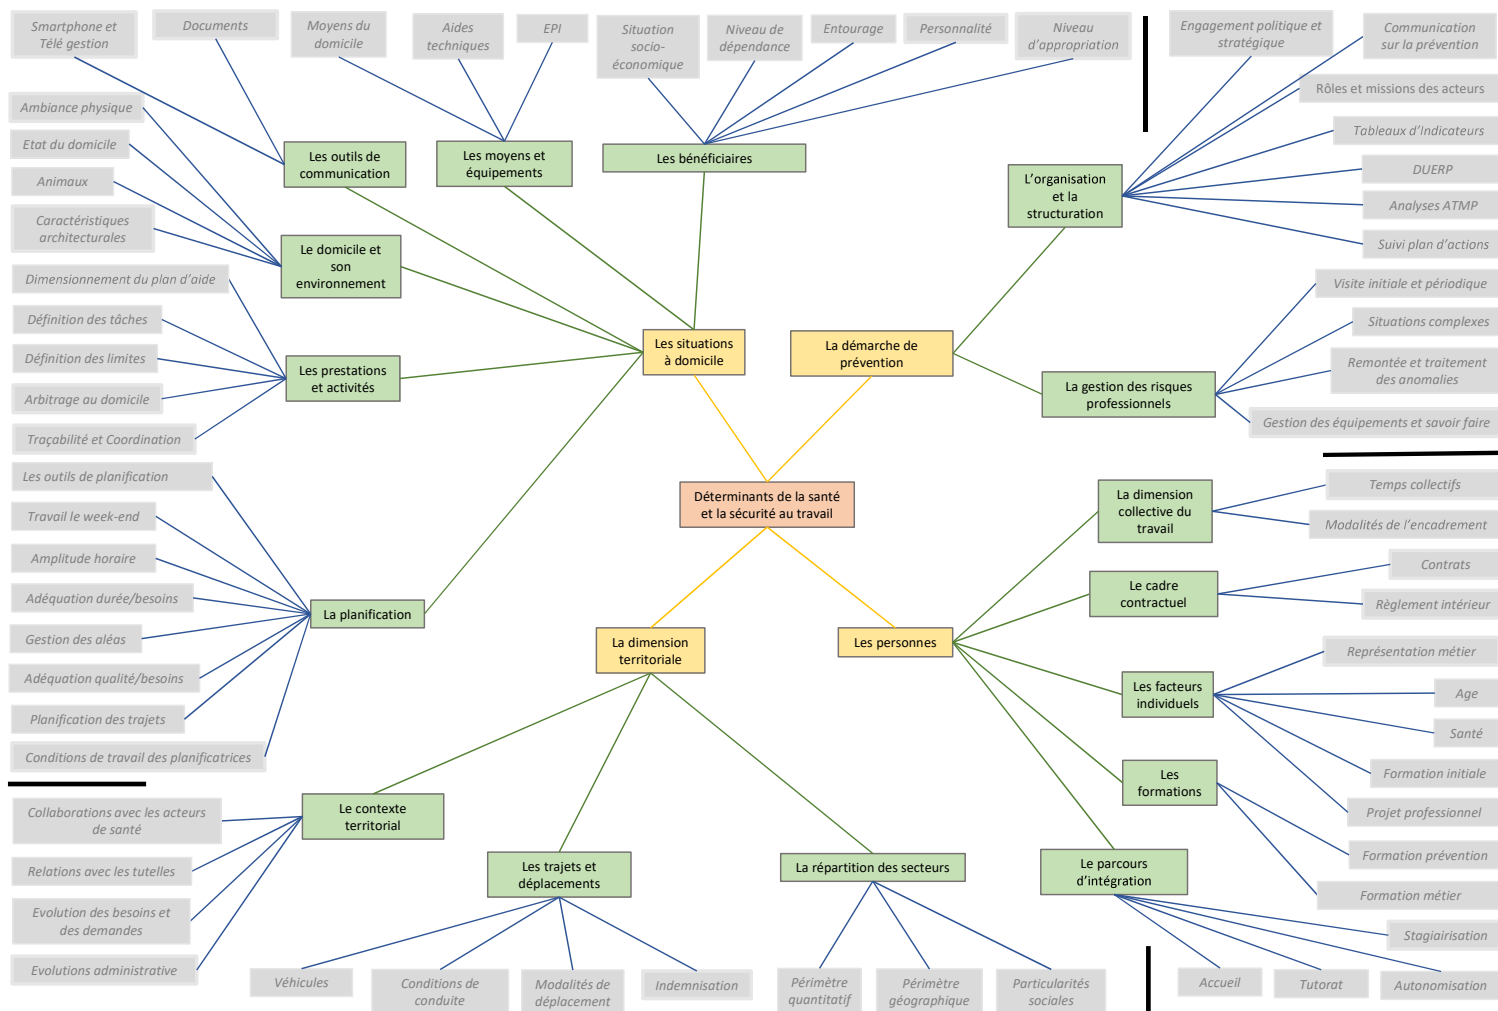 Smartphone et
Télé gestion
Documents
Moyens du
domicile
Aides
techniques
EPI
Situation
socio-
économique
Niveau de
dépendance
Entourage
Personnalité
Niveau
d'appropriation
Engagement politique et
stratégique
Communication
sur la prévention
Ambiance physique
Etat du domicile
Animaux
Caractéristiques
architecturales
Dimensionnement du plan d'aide
Définition des tâches
Définition des limites
Arbitrage au domicile
Traçabilité et Coordination
Les outils de planification
Travail le week-end
Amplitude horaire
Adéquation durée/besoins
Gestion des aléas
Adéquation qualité/besoins
Planification des trajets
Conditions de travail des planificatrices
Les outils de
communication
Les moyens et
équipements
Les bénéficiaires
Le domicile et
son
environnement
Les prestations
et activités
La planification
Les situations
à domicile
La démarche de
prévention
L'organisation
et la
structuration
Rôles et missions des acteurs
Tableaux d'Indicateurs
DUERP
Analyses ATMP
Suivi plan d'actions
La gestion des risques
professionnels
Visite initiale et périodique
Situations complexes
Remontée et traitement
des anomalies
Gestion des équipements et savoir faire
Déterminants de la santé
et la sécurité au travail
La dimension
territoriale
Les personnes
La dimension
collective du
travail
Temps collectifs
Modalités de l'encadrement
Le cadre
contractuel
Contrats
Règlement intérieur
Les facteurs
individuels
Représentation métier
Age
Santé
Formation initiale
Projet professionnel
Les
formations
Formation prévention
Formation métier
Le parcours
d'intégration
Stagiairisation
Autonomisation
Tutorat
Accueil
Le contexte
territorial
Collaborations avec les acteurs
de santé
Relations avec les tutelles
Evolution des besoins et
des demandes
Evolutions administrative
Les trajets et
déplacements
Véhicules
Conditions de
conduite
Modalités de
déplacement
Indemnisation
La répartition des secteurs
Périmètre
quantitatif
Périmètre
géographique
Particularités
sociales